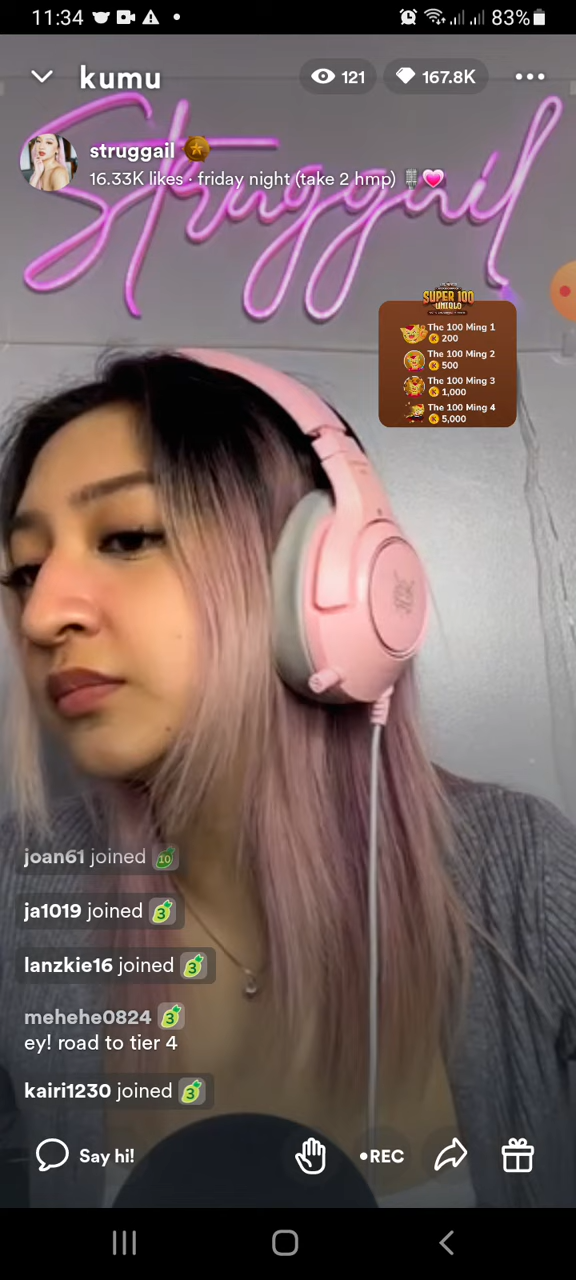 11:34
83%
kumu
121
167.8K
Struggail
struggail
16.33K likes · friday night (take 2 hmp)
SUPER 100
UNIQLO
The 100 Ming 1
200
The 100 Ming 2
500
The 100 Ming 3
1,000
The 100 Ming 4
5,000
joan61 joined 10
ja1019 joined 3
lanzkie16 joined 3
mehehe0824 3
ey! road to tier 4
kairi1230 joined 3
Say hi!
•REC